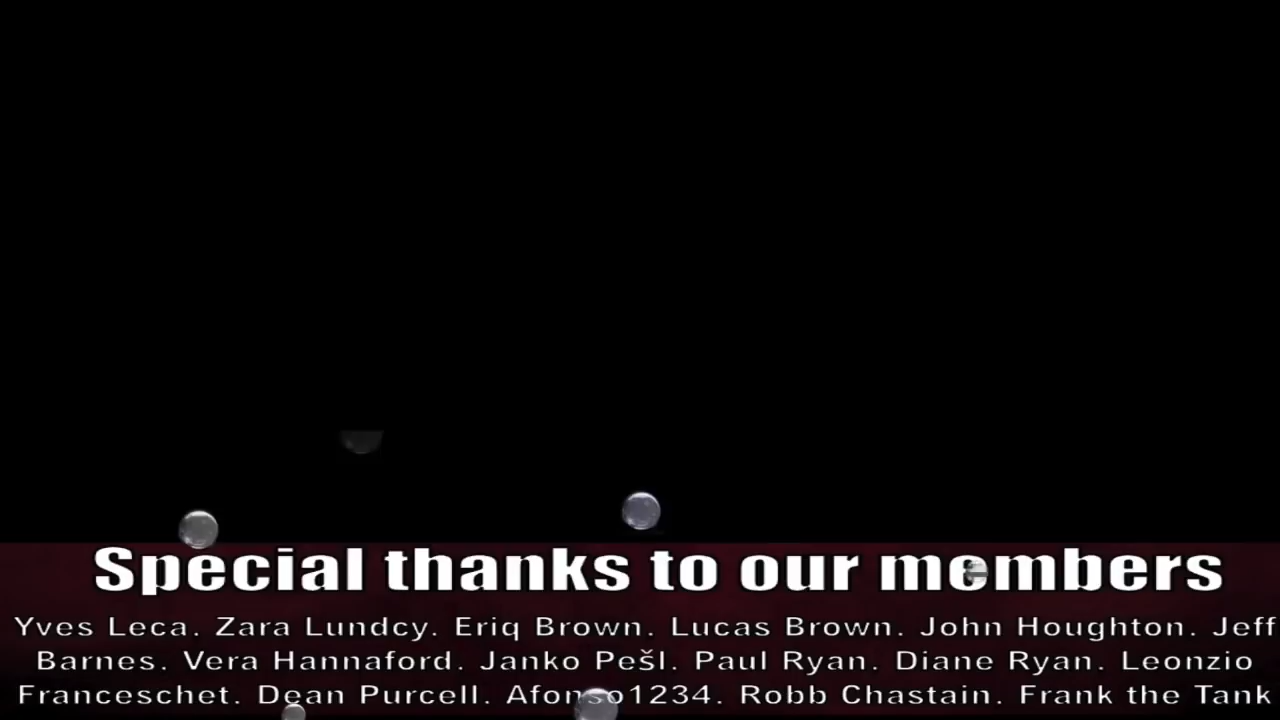 Special thanks to our members
Yves Leca. Zara Lundcy. Eriq Brown. Lucas Brown. John Houghton. Jeff
Barnes. Vera Hannaford. Janko Pešl. Paul Ryan. Diane Ryan. Leonzio
Franceschet. Dean Purcell. Afonso1234. Robb Chastain. Frank the Tank